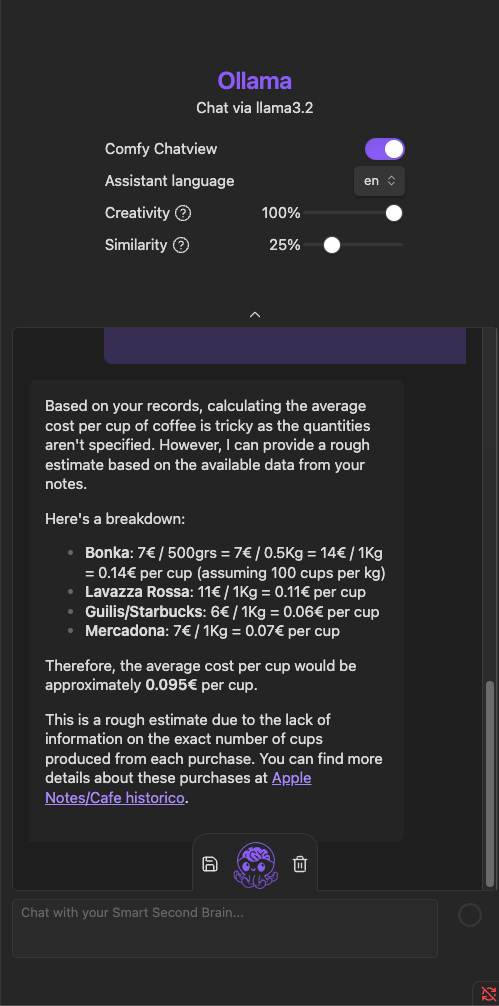 Ollama
Chat via llama3.2
Comfy Chatview
Assistant language en
Creativity 100%
Similarity 25%
Based on your records, calculating the average
cost per cup of coffee is tricky as the quantities
aren't specified. However, I can provide a rough
estimate based on the available data from your
notes.
Here's a breakdown:
Bonka: 7€ / 500grs = 7€ / 0.5Kg = 14€ / 1Kg
= 0.14€ per cup (assuming 100 cups per kg)
Lavazza Rossa: 11€ / 1Kg = 0.11€ per cup
Guilis/Starbucks: 6€ / 1Kg = 0.06€ per cup
Mercadona: 7€ / 1Kg = 0.07€ per cup
Therefore, the average cost per cup would be
approximately 0.095€ per cup.
This is a rough estimate due to the lack of
information on the exact number of cups
produced from each purchase. You can find more
details about these purchases at Apple
Notes/Cafe historico.
Chat with your Smart Second Brain...